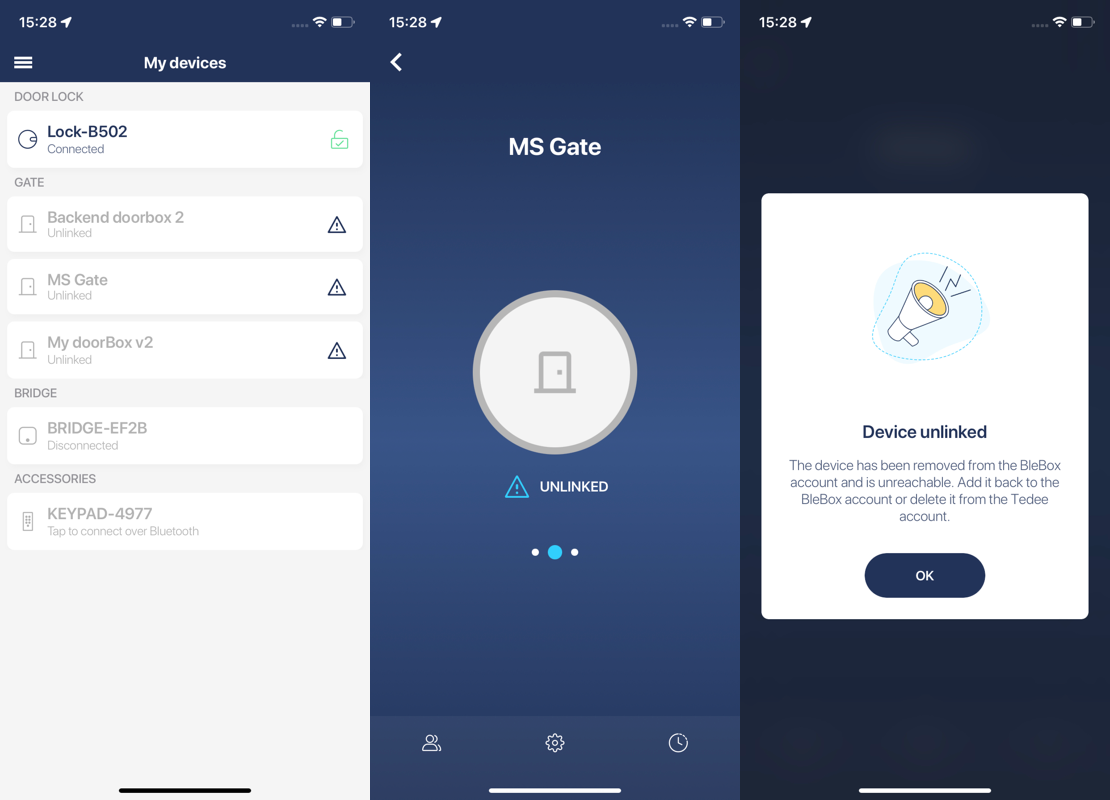 15:28
My devices
DOOR LOCK
Lock-B502
Connected
GATE
Backend doorbox 2
Unlinked
MS Gate
Unlinked
My doorBox v2
Unlinked
BRIDGE
BRIDGE-EF2B
Disconnected
ACCESSORIES
KEYPAD-4977
Tap to connect over Bluetooth
15:28
MS Gate
UNLINKED
15:28
Device unlinked
The device has been removed from the BleBox
account and is unreachable. Add it back to the
BleBox account or delete it from the Tedee
account.
OK